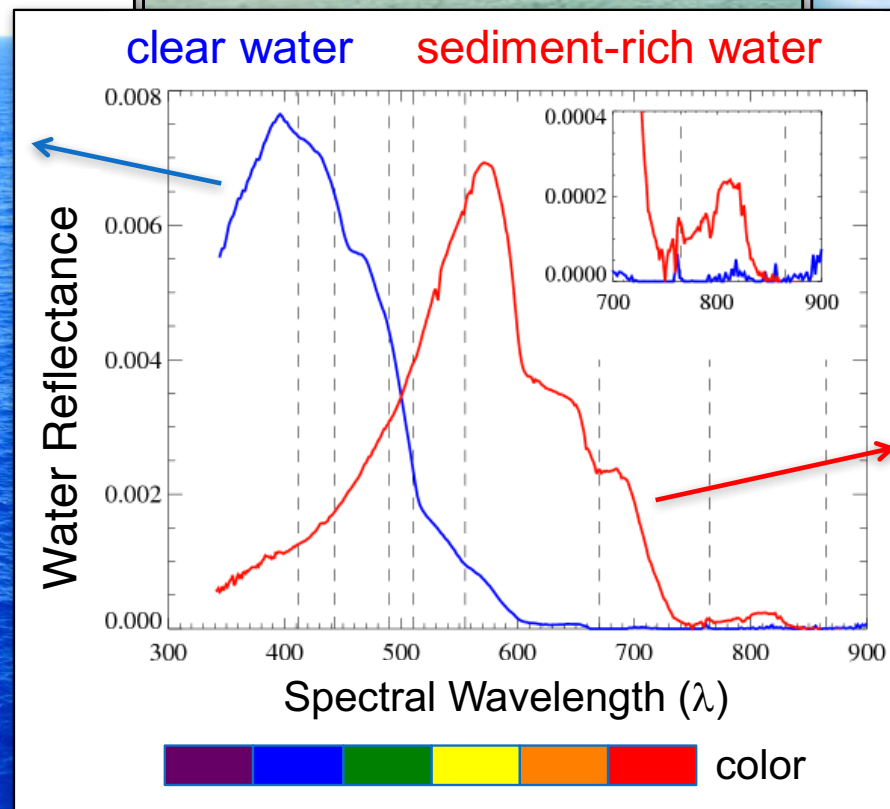 clear water sediment-rich water
0.008
0.006
0.004
0.002
0.000
Water Reflectance
300 400 500 600 700 800 900
Spectral Wavelength (λ)
0.0004
0.0002
0.0000
700 800 900
color